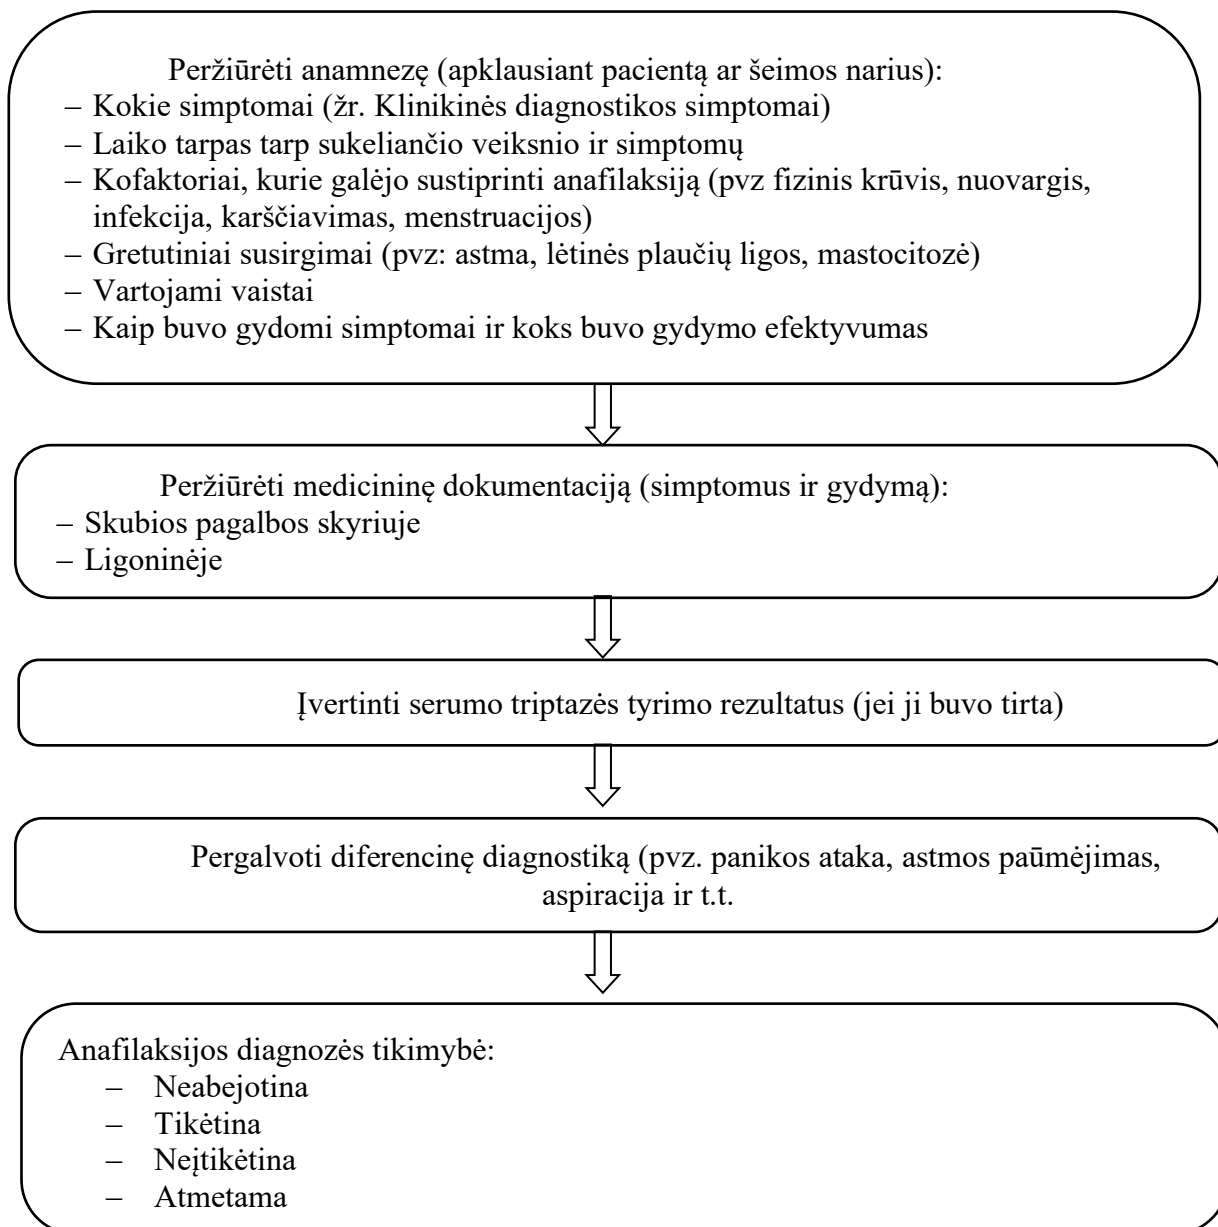 Peržiūrėti anamnezę (apklausiant pacientą ar šeimos narius):
– Kokie simptomai (žr. Klinikinės diagnostikos simptomai)
– Laiko tarpas tarp sukeliančio veiksnio ir simptomų
– Kofaktoriai, kurie galėjo sustiprinti anafilaksiją (pvz fizinis krūvis, nuovargis,
infekcija, karščiavimas, menstruacijos)
– Gretutiniai susirgimai (pvz: astma, lėtinės plaučių ligos, mastocitozė)
– Vartojami vaistai
– Kaip buvo gydomi simptomai ir koks buvo gydymo efektyvumas
Peržiūrėti medicininę dokumentaciją (simptomus ir gydymą):
– Skubios pagalbos skyriuje
– Ligoninėje
Įvertinti serumo triptazės tyrimo rezultatus (jei ji buvo tirta)
Pergalvoti diferencinę diagnostiką (pvz. panikos ataka, astmos paūmėjimas,
aspiracija ir t.t.
Anafilaksijos diagnozės tikimybė:
– Neabejotina
– Tikėtina
– Neįtikėtina
– Atmetama